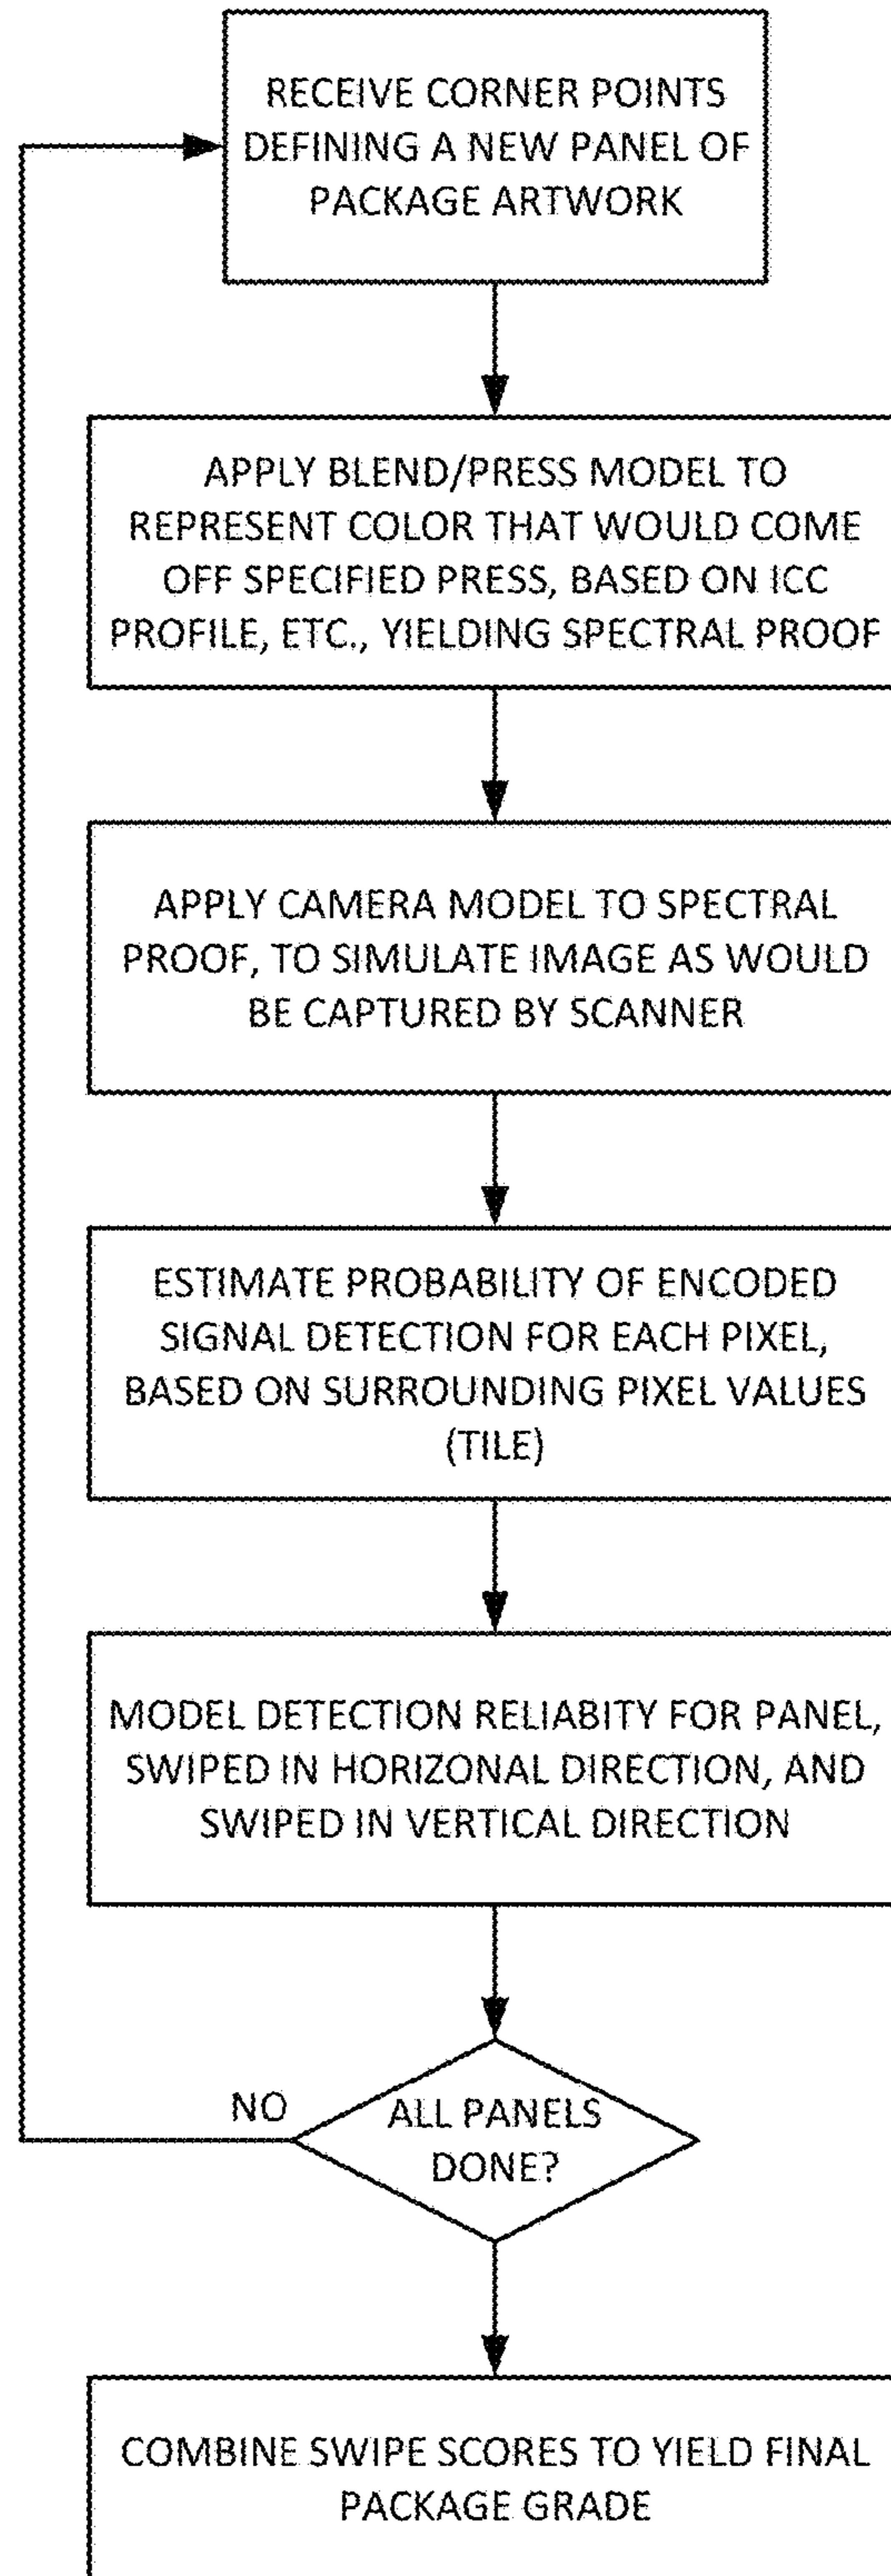 RECEIVE CORNER POINTS
DEFINING A NEW PANEL OF
PACKAGE ARTWORK
APPLY BLEND/PRESS MODEL TO
REPRESENT COLOR THAT WOULD COME
OFF SPECIFIED PRESS, BASED ON ICC
PROFILE, ETC., YIELDING SPECTRAL PROOF
APPLY CAMERA MODEL TO SPECTRAL
PROOF, TO SIMULATE IMAGE AS WOULD
BE CAPTURED BY SCANNER
ESTIMATE PROBABILITY OF ENCODED
SIGNAL DETECTION FOR EACH PIXEL,
BASED ON SURROUNDING PIXEL VALUES
(TILE)
MODEL DETECTION RELIABITY FOR PANEL,
SWIPED IN HORIZONAL DIRECTION, AND
SWIPED IN VERTICAL DIRECTION
NO
ALL PANELS
DONE?
COMBINE SWIPE SCORES TO YIELD FINAL
PACKAGE GRADE